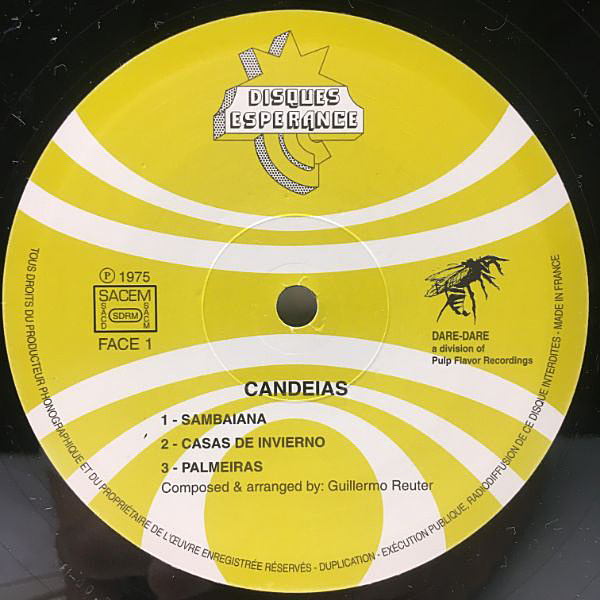 DISQUES
ESPERANCE
℗ 1975
SACEM
SACD
SDRM
SACM
FACE 1
DARE-DARE
a division of
Pulp Flavor Recordings
CANDEIAS
1 - SAMBAIANA
2 - CASAS DE INVIERNO
3 - PALMEIRAS
Composed & arranged by: Guillermo Reuter
TOUS DROITS DU PRODUCTEUR PHONOGRAPHIQUE ET DU PROPRIÉTAIRE DE L'ŒUVRE ENREGISTRÉE RÉSERVÉS - DUPLICATION - EXÉCUTION PUBLIQUE, RADIODIFFUSION DE CE DISQUE INTERDITES - MADE IN FRANCE